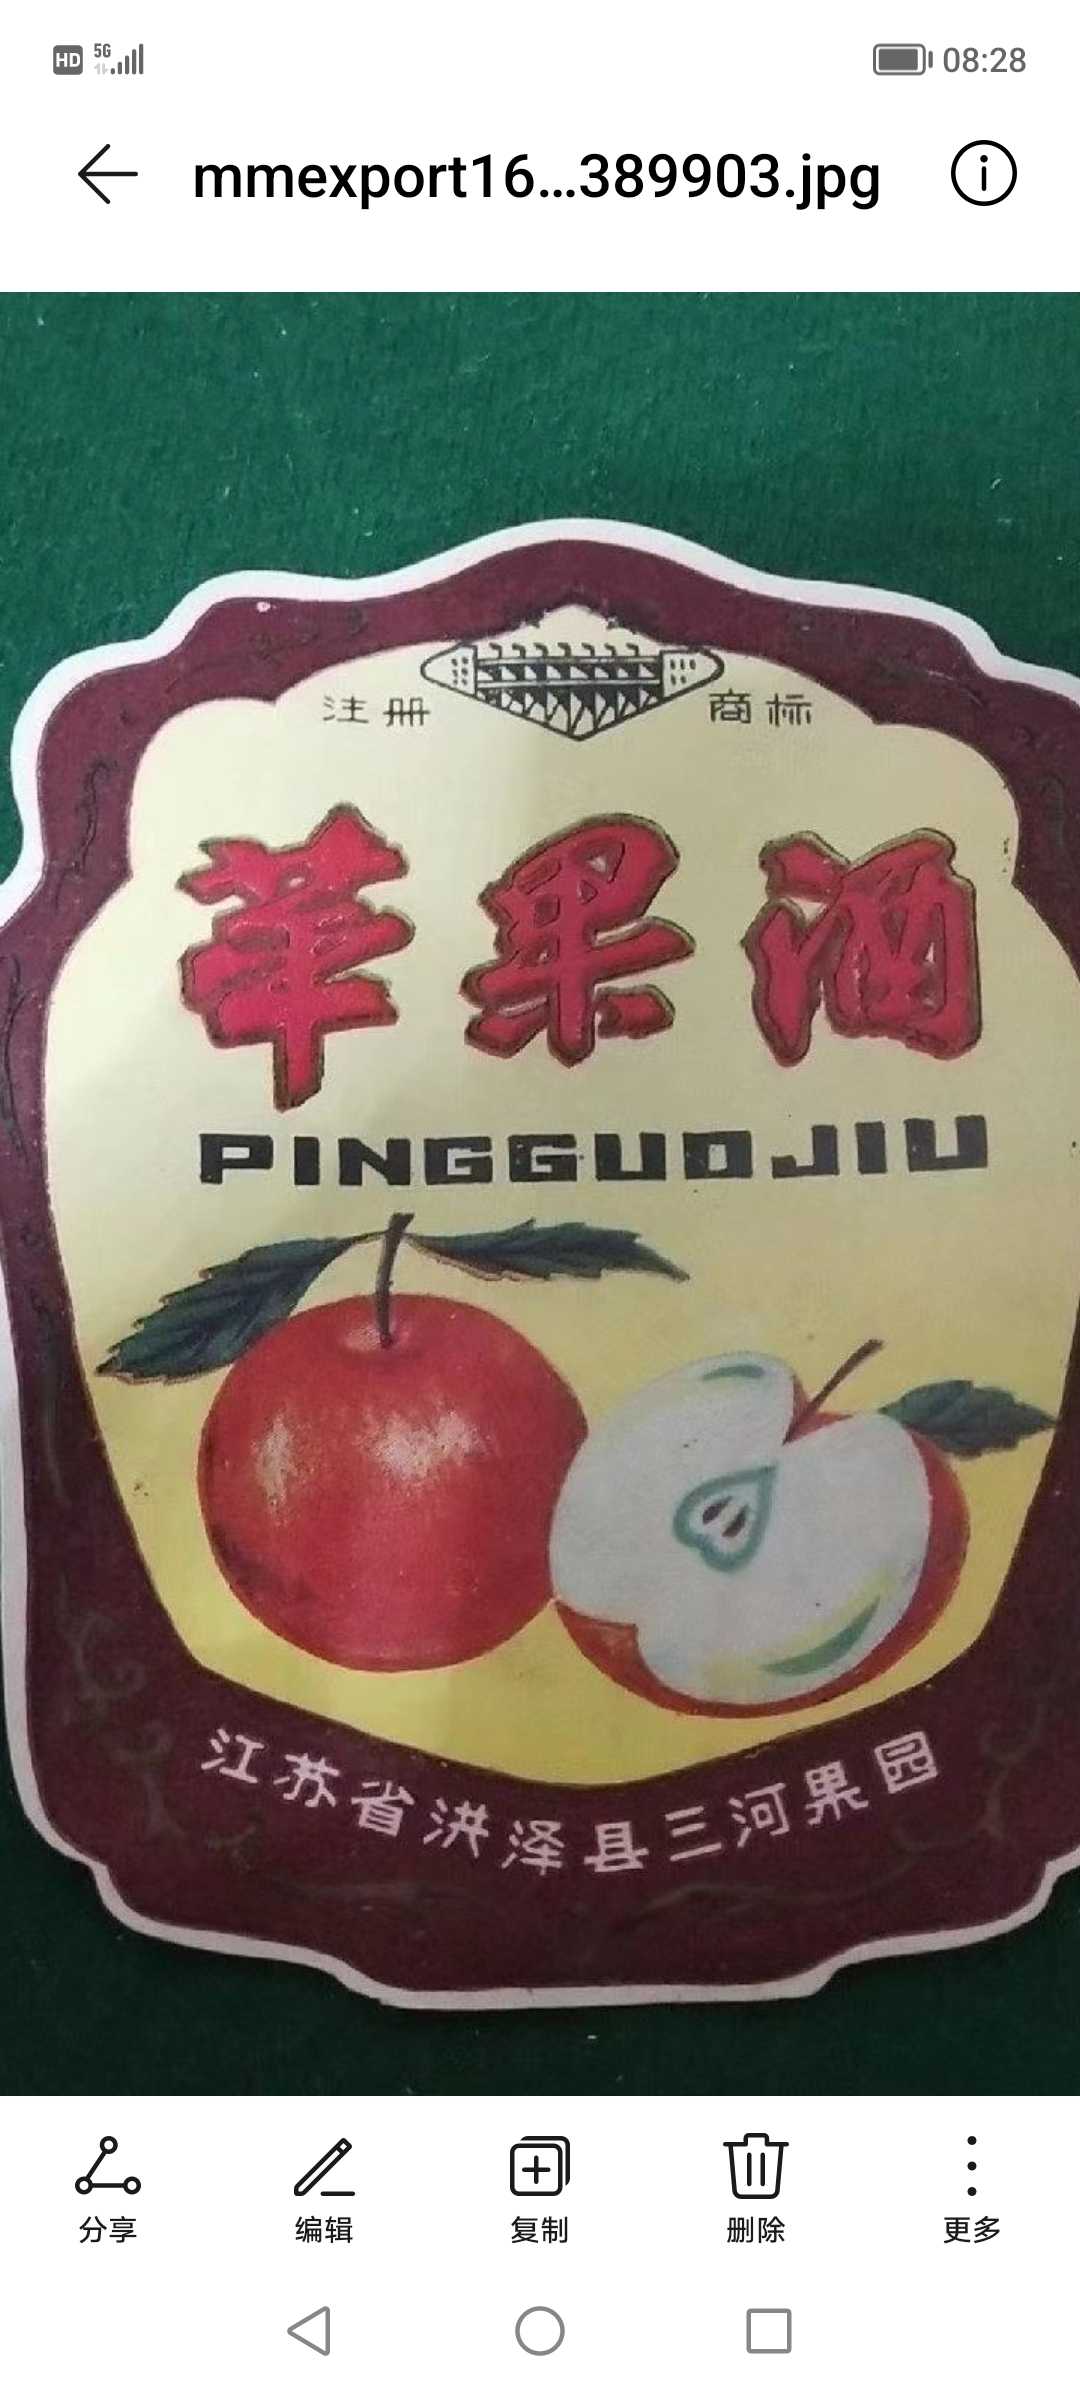 HD 5G 08:28
mmexport16...389903.jpg
注册 商标
苹果酒
PINGGUOJIU
江苏省洪泽县三河果园
分享 编辑 复制 删除 更多